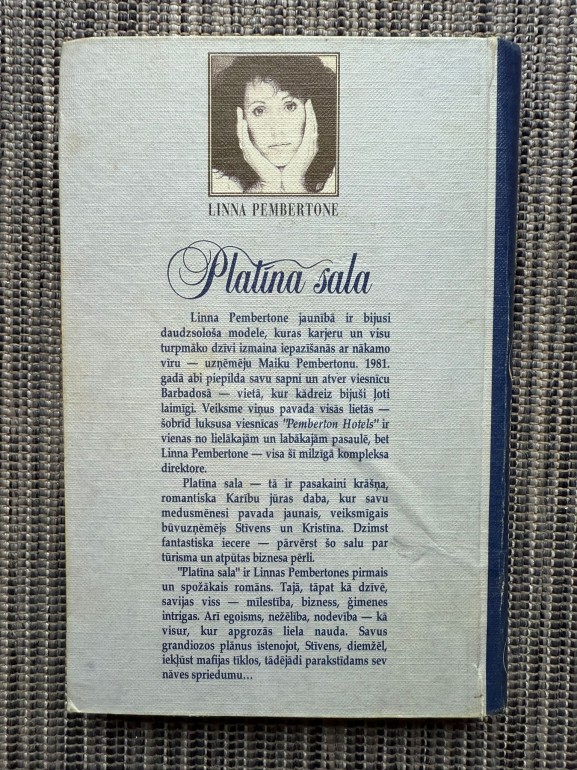 LINNA PEMBERTONE
Platīna sala
Linna Pembertone jaunībā ir bijusi
daudzsološa modele, kuras karjeru un visu
turpmāko dzīvi izmaina iepazīšanās ar nākamo
vīru — uzņēmēju Maiku Pembertonu. 1981.
gadā abi piepilda savu sapni un atver viesnīcu
Barbadosā — vietā, kur kādreiz bijuši ļoti
laimīgi. Veiksme viņus pavada visās lietās —
šobrīd luksusa viesnīcas "Pemberton Hotels" ir
vienas no lielākajām un labākajām pasaulē, bet
Linna Pembertone — visa šī milzīgā kompleksa
direktore.
Platīna sala — tā ir pasakaini krāšņa,
romantiska Karību jūras daba, kur savu
medusmēnesi pavada jaunais, veiksmīgais
būvuzņēmējs Stīvens un Kristīna. Dzimst
fantastiska iecere — pārvērst šo salu par
tūrisma un atpūtas biznesa pērli.
"Platīna sala" ir Linnas Pembertones pirmais
un spožākais romāns. Tajā, tāpat kā dzīvē,
savijas viss — mīlestība, bizness, ģimenes
intrigas. Arī egoisms, nežēlība, nodevība — kā
visur, kur apgrozās liela nauda. Savus
grandiozos plānus īstenojot, Stīvens, diemžēl,
iekļūst mafijas tīklos, tādējādi parakstīdams sev
nāves spriedumu...